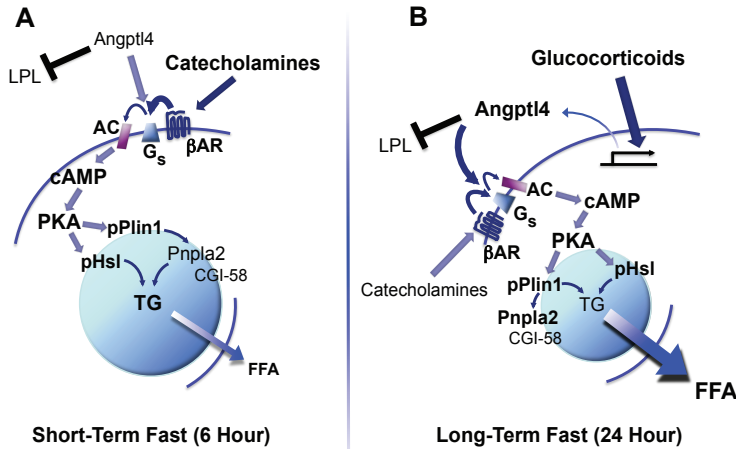 A
Angptl4
LPL
Catecholamines
AC
Gs
βAR
cAMP
PKA
pPlin1
pHsl
Pnpla2
CGI-58
TG
FFA
Short-Term Fast (6 Hour)
B
Glucocorticoids
Angptl4
LPL
AC
cAMP
Gs
βAR
PKA
Catecholamines
pPlin1
pHsl
Pnpla2
TG
CGI-58
FFA
Long-Term Fast (24 Hour)